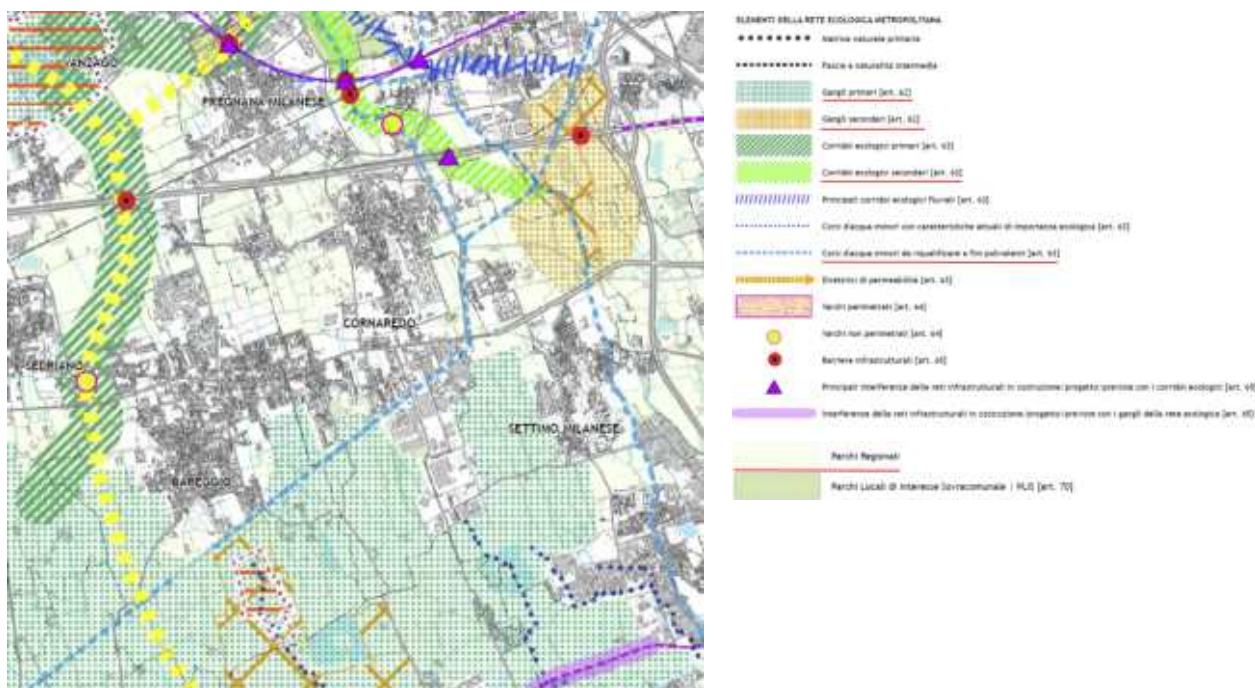 VANZAGO
PREGNANA MILANESE
CORNAREDO
SEDRIANO
SETTIMO MILANESE
BAREGGIO
ELEMENTI DELLA RETE ECOLOGICA METROPOLITANA
Matrice naturale primaria
Fasce a naturalità intermedia
Gangli primari [art. 62]
Gangli secondari [art. 62]
Corridoi ecologici primari [art. 63]
Corridoi ecologici secondari [art. 63]
Principali corridoi ecologici fluviali [art. 63]
Corsi d'acqua minori con caratteristiche attuali di importanza ecologica [art. 63]
Corsi d'acqua minori da riqualificare a fini polivalenti [art. 63]
Direttrici di permeabilità [art. 63]
Varchi perimetrati [art. 64]
Varchi non perimetrati [art. 64]
Barriere infrastrutturali [art. 65]
Principali interferenze delle reti infrastrutturali in costruzione/progetto/previste con i corridoi ecologici [art. 65]
Interferenze delle reti infrastrutturali in costruzione/progetto/previste con i gangli della rete ecologica [art. 65]
Parchi Regionali
Parchi Locali di Interesse Sovracomunale | PLIS [art. 70]